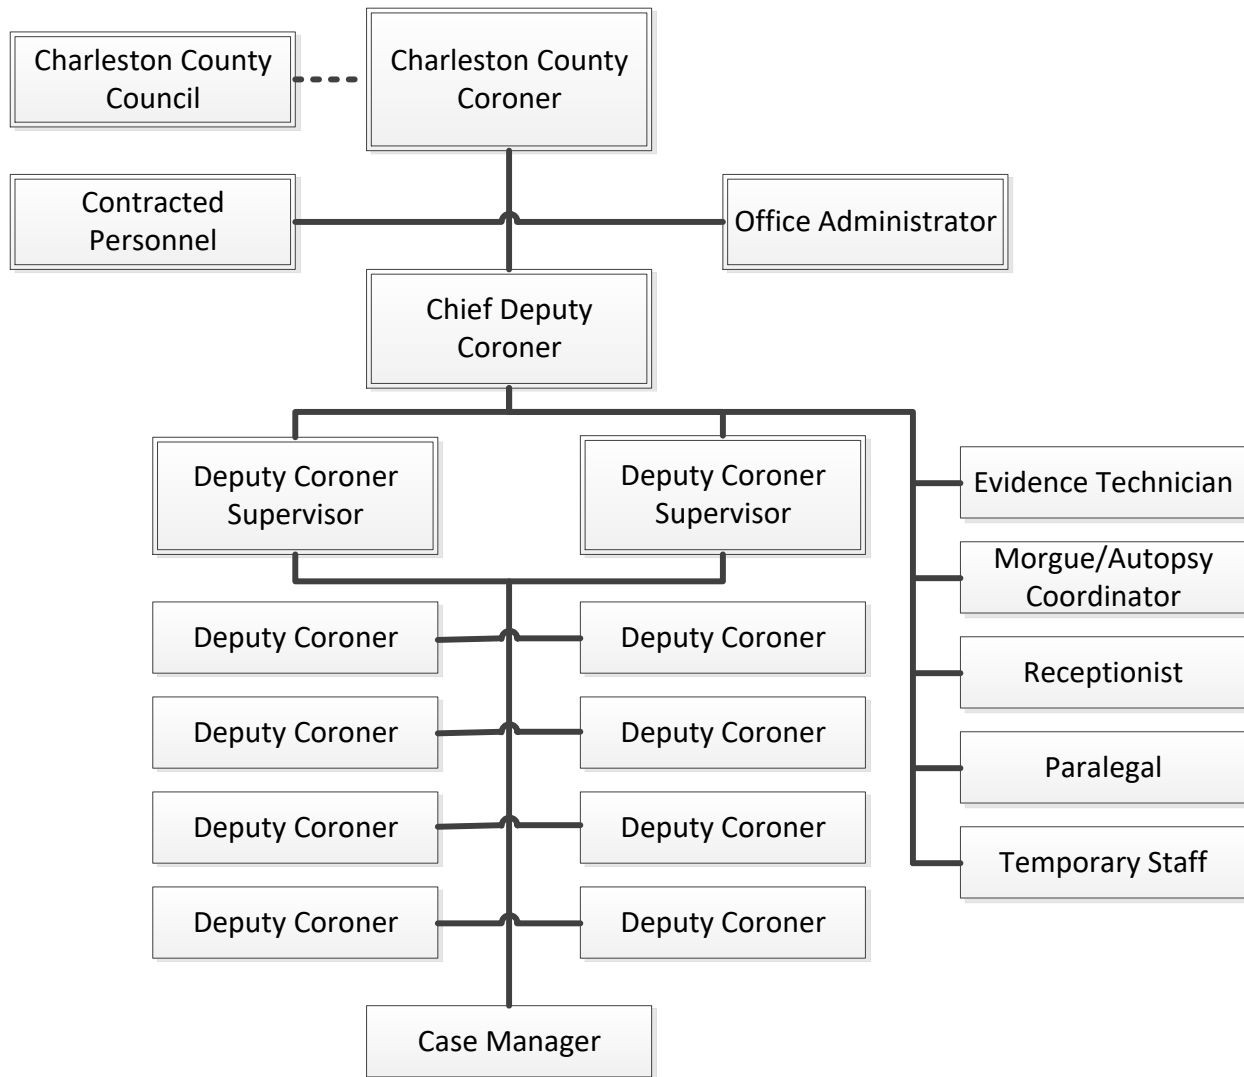 Charleston County
Council
Charleston County
Coroner
Contracted
Personnel
Office Administrator
Chief Deputy
Coroner
Deputy Coroner
Supervisor
Deputy Coroner
Supervisor
Evidence Technician
Morgue/Autopsy
Coordinator
Receptionist
Paralegal
Temporary Staff
Deputy Coroner
Deputy Coroner
Deputy Coroner
Deputy Coroner
Deputy Coroner
Deputy Coroner
Deputy Coroner
Deputy Coroner
Case Manager